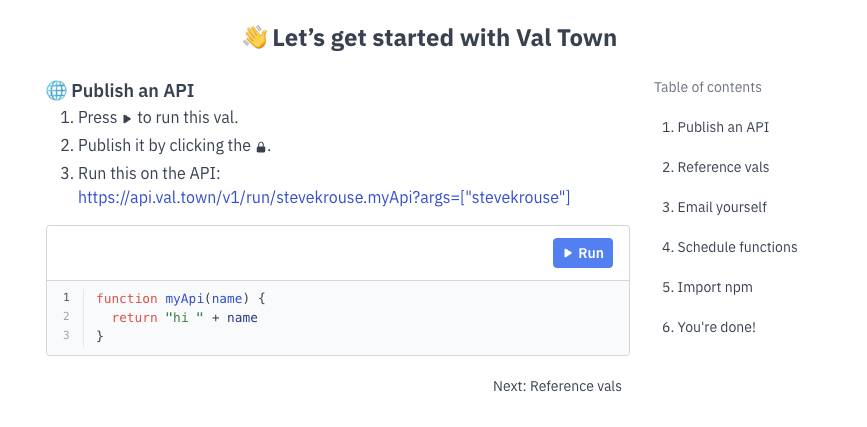 👋 Let’s get started with Val Town
🌐 Publish an API
1. Press ▶ to run this val.
2. Publish it by clicking the 🔒.
3. Run this on the API:
https://api.val.town/v1/run/stevekrouse.myApi?args=["stevekrouse"]
▶ Run
1 function myApi(name) {
2   return "hi " + name
3 }
Next: Reference vals
Table of contents
1. Publish an API
2. Reference vals
3. Email yourself
4. Schedule functions
5. Import npm
6. You're done!